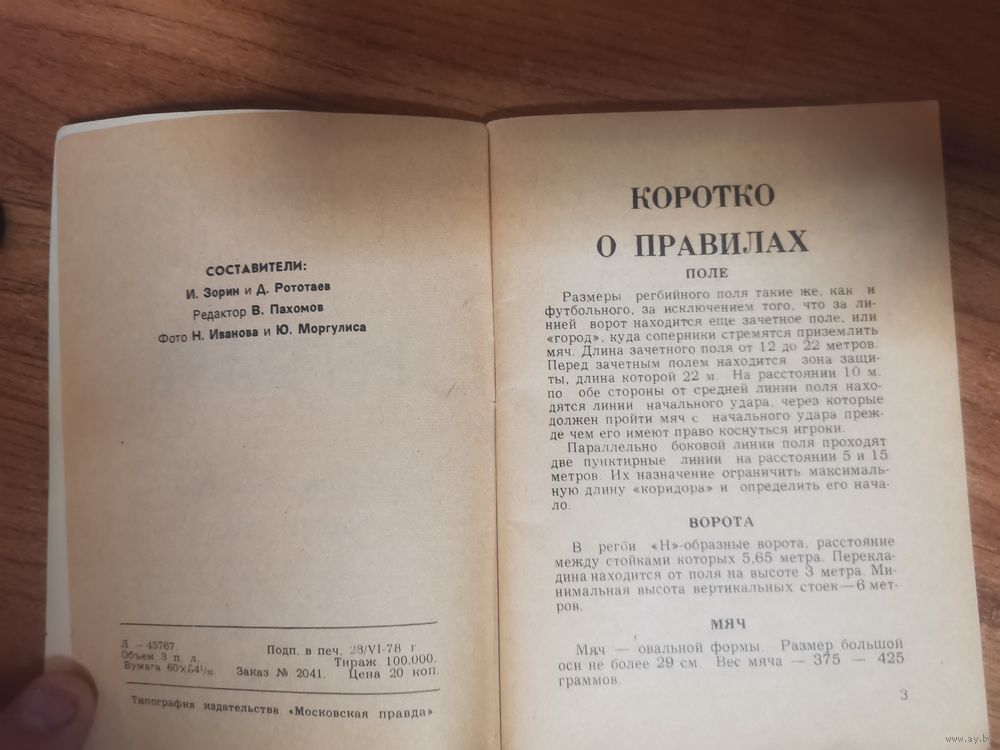 СОСТАВИТЕЛИ:
И. Зорин и Д. Рототаев
Редактор В. Пахомов
Фото Н. Иванова и Ю. Моргулиса
Л — 45767.
Объем 3 п. л.
Бумага 60×84
Подп. в печ. 28/VI-78 г
Тираж 100.000.
Заказ № 2041. Цена 20 коп.
Типография издательства «Московская правда»
КОРОТКО
О ПРАВИЛАХ
ПОЛЕ
Размеры регбийного поля такие же, как и
футбольного, за исключением того, что за ли-
нией ворот находится еще зачетное поле, или
«город», куда соперники стремятся приземлить
мяч. Длина зачетного поля от 12 до 22 метров.
Перед зачетным полем находится зона защи-
ты, длина которой 22 м. На расстоянии 10 м.
по обе стороны от средней линии поля нахо-
дятся линии начального удара, через которые
должен пройти мяч с начального удара преж-
де чем его имеют право коснуться игроки.
Параллельно боковой линии поля проходят
две пунктирные линии на расстоянии 5 и 15
метров. Их назначение ограничить максималь-
ную длину «коридора» и определить его нача-
ло.
ВОРОТА
В регби «Н»-образные ворота, расстояние
между стойками которых 5,65 метра. Перекла-
дина находится от поля на высоте 3 метра. Ми-
нимальная высота вертикальных стоек — 6 мет-
ров.
МЯЧ
Мяч — овальной формы. Размер большой
оси не более 29 см. Вес мяча — 375 — 425
граммов.
3
www.ay.by